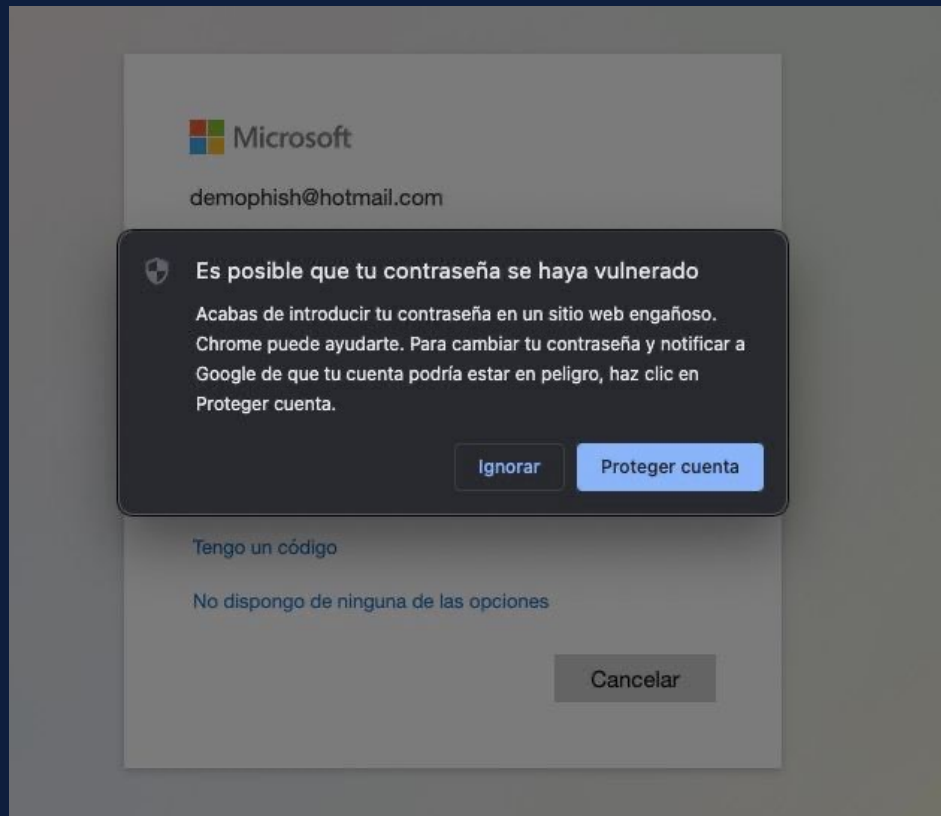 Microsoft
demophish@hotmail.com
Es posible que tu contraseña se haya vulnerado
Acabas de introducir tu contraseña en un sitio web engañoso.
Chrome puede ayudarte. Para cambiar tu contraseña y notificar a
Google de que tu cuenta podría estar en peligro, haz clic en
Proteger cuenta.
Ignorar
Proteger cuenta
Tengo un código
No dispongo de ninguna de las opciones
Cancelar